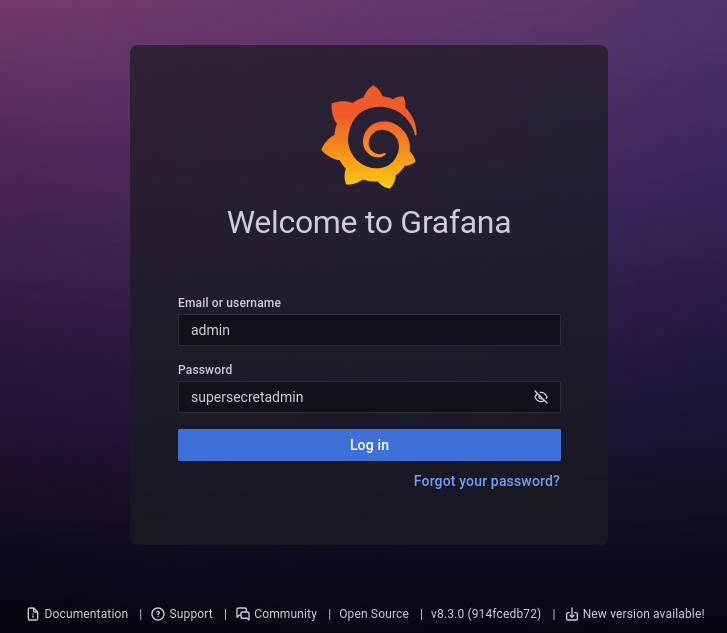 Welcome to Grafana
Email or username
admin
Password
supersecretadmin
Log in
Forgot your password?
Documentation | Support | Community | Open Source | v8.3.0 (914fcedb72) | New version available!